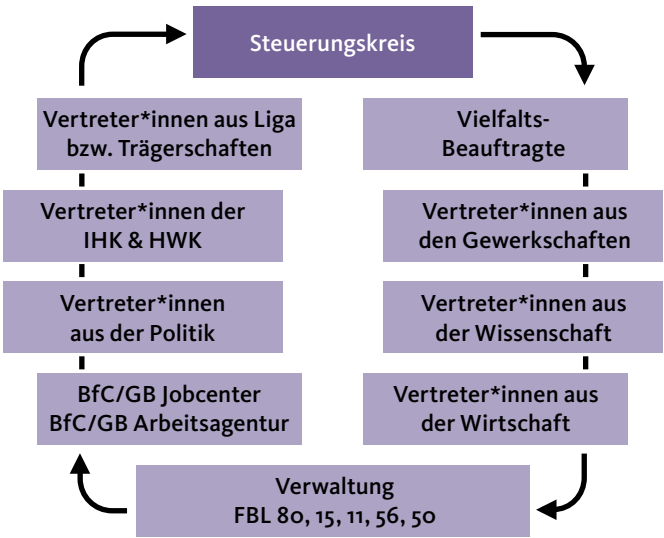 Steuerungskreis
Vertreter*innen aus Liga
bzw. Trägerschaften
Vielfalts-
Beauftragte
Vertreter*innen der
IHK & HWK
Vertreter*innen aus
den Gewerkschaften
Vertreter*innen
aus der Politik
Vertreter*innen aus
der Wissenschaft
BfC/GB Jobcenter
BfC/GB Arbeitsagentur
Vertreter*innen aus
der Wirtschaft
Verwaltung
FBL 80, 15, 11, 56, 50